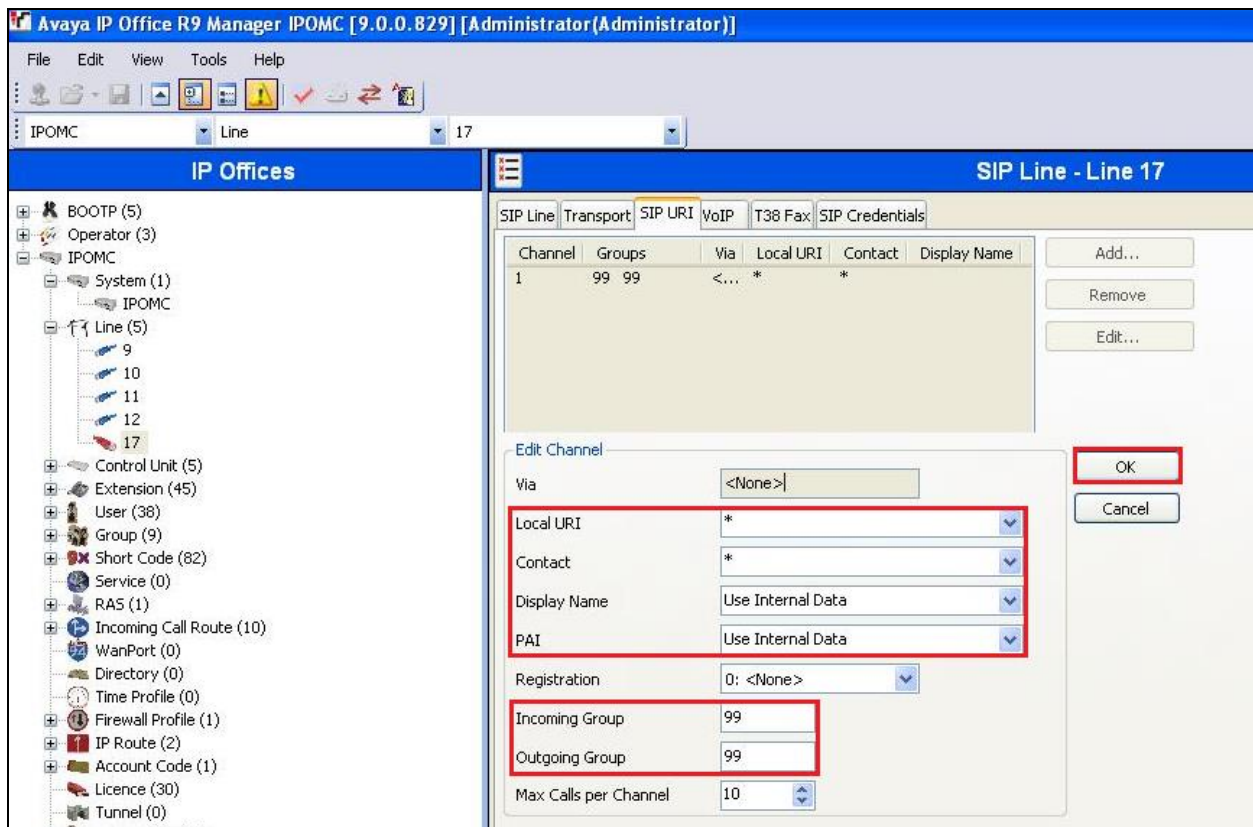 Avaya IP Office R9 Manager IPOMC [9.0.0.829] [Administrator(Administrator)]
File Edit View Tools Help
IPOMC Line 17
IP Offices
BOOTP (5)
Operator (3)
IPOMC
System (1)
IPOMC
Line (5)
9
10
11
12
17
Control Unit (5)
Extension (45)
User (38)
Group (9)
Short Code (82)
Service (0)
RAS (1)
Incoming Call Route (10)
WanPort (0)
Directory (0)
Time Profile (0)
Firewall Profile (1)
IP Route (2)
Account Code (1)
Licence (30)
Tunnel (0)
SIP Line - Line 17
SIP Line Transport SIP URI VoIP T38 Fax SIP Credentials
Channel Groups Via Local URI Contact Display Name
1 99 99 <... * *
Add...
Remove
Edit...
Edit Channel
Via <None>
Local URI *
Contact *
Display Name Use Internal Data
PAI Use Internal Data
Registration 0: <None>
Incoming Group 99
Outgoing Group 99
Max Calls per Channel 10
OK
Cancel